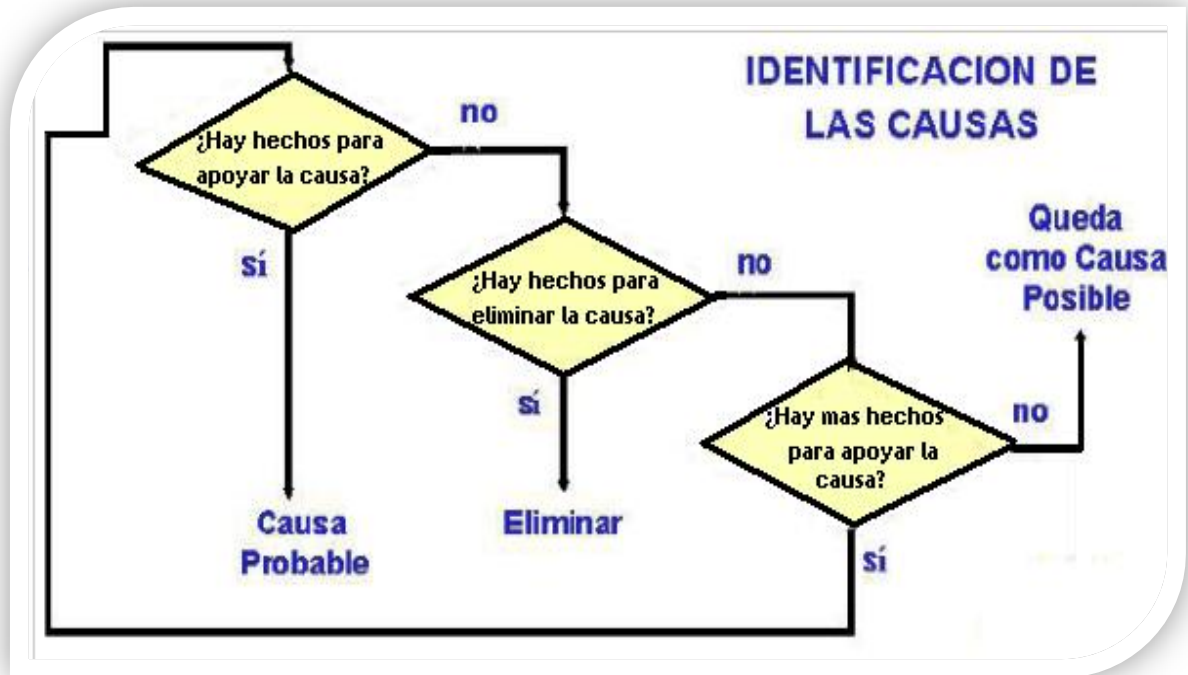 IDENTIFICACION DE
LAS CAUSAS
¿Hay hechos para
apoyar la causa?
no
Sí
¿Hay hechos para
eliminar la causa?
no
Sí
Queda
como Causa
Posible
¿Hay mas hechos
para apoyar la
causa?
no
Sí
Causa
Probable
Eliminar